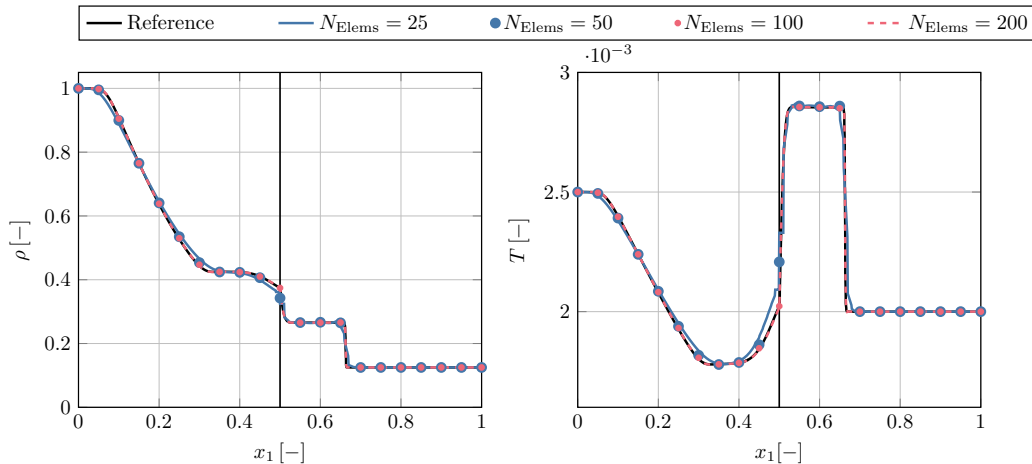 Reference N_Elems = 25 N_Elems = 50 N_Elems = 100 N_Elems = 200
1
0.8
0.6
0.4
0.2
0
ρ [−]
0 0.2 0.4 0.6 0.8 1
x_1 [−]
·10^−3
3
2.5
2
T [−]
0 0.2 0.4 0.6 0.8 1
x_1 [−]